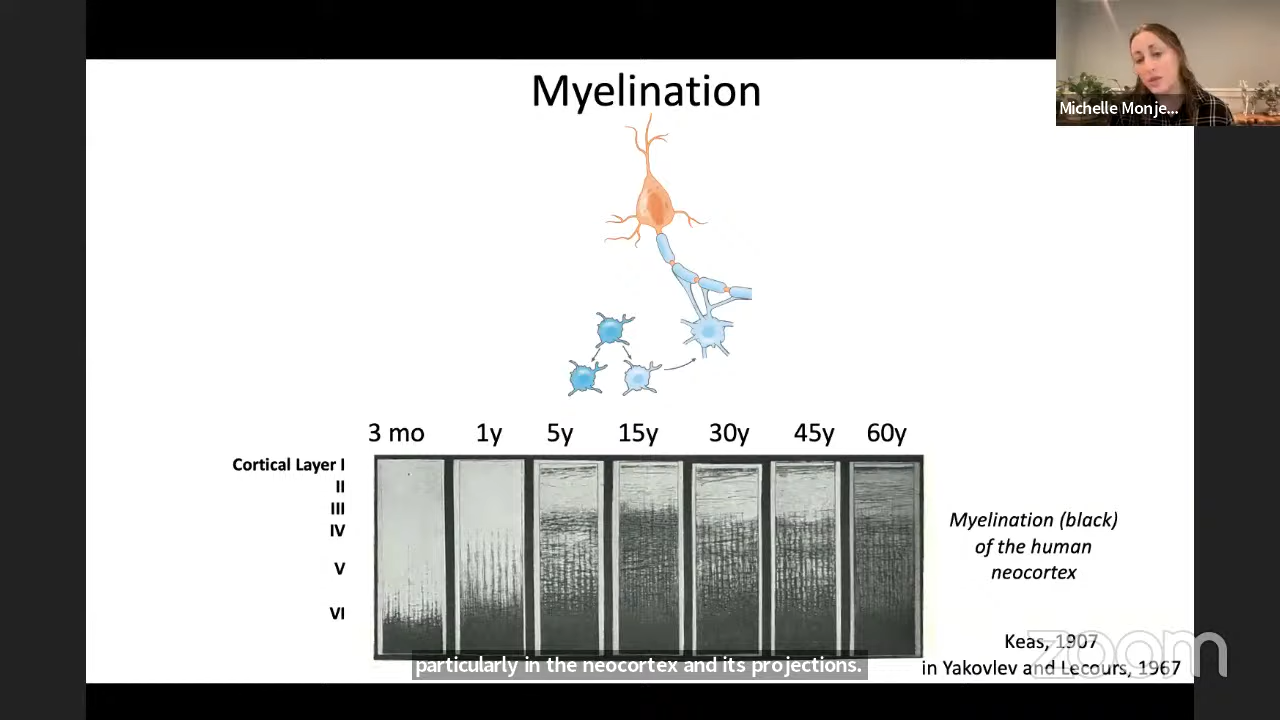 Myelination
Michelle Monje...
3 mo 1y 5y 15y 30y 45y 60y
Cortical Layer I
II
III
IV
V
VI
Myelination (black)
of the human
neocortex
Keas, 1907
in Yakovlev and Lecours, 1967
zoom
particularly in the neocortex and its projections.